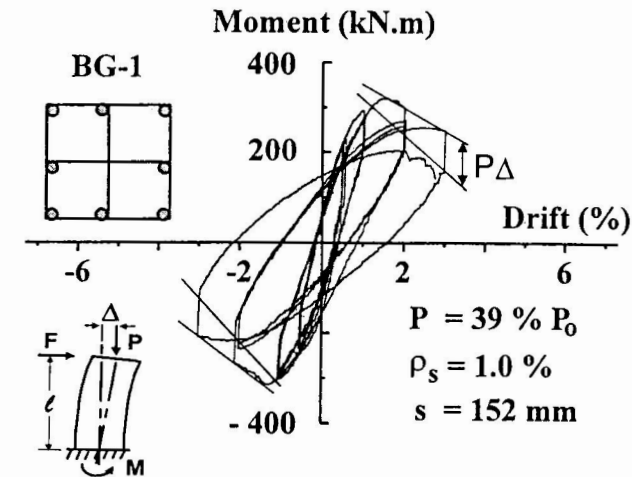 Moment (kN.m)
BG-1
400
200
PΔ
Drift (%)
-6
-2
2
6
Δ
F
P
ℓ
M
P = 39 % Pₒ
ρₛ = 1.0 %
s = 152 mm
- 400